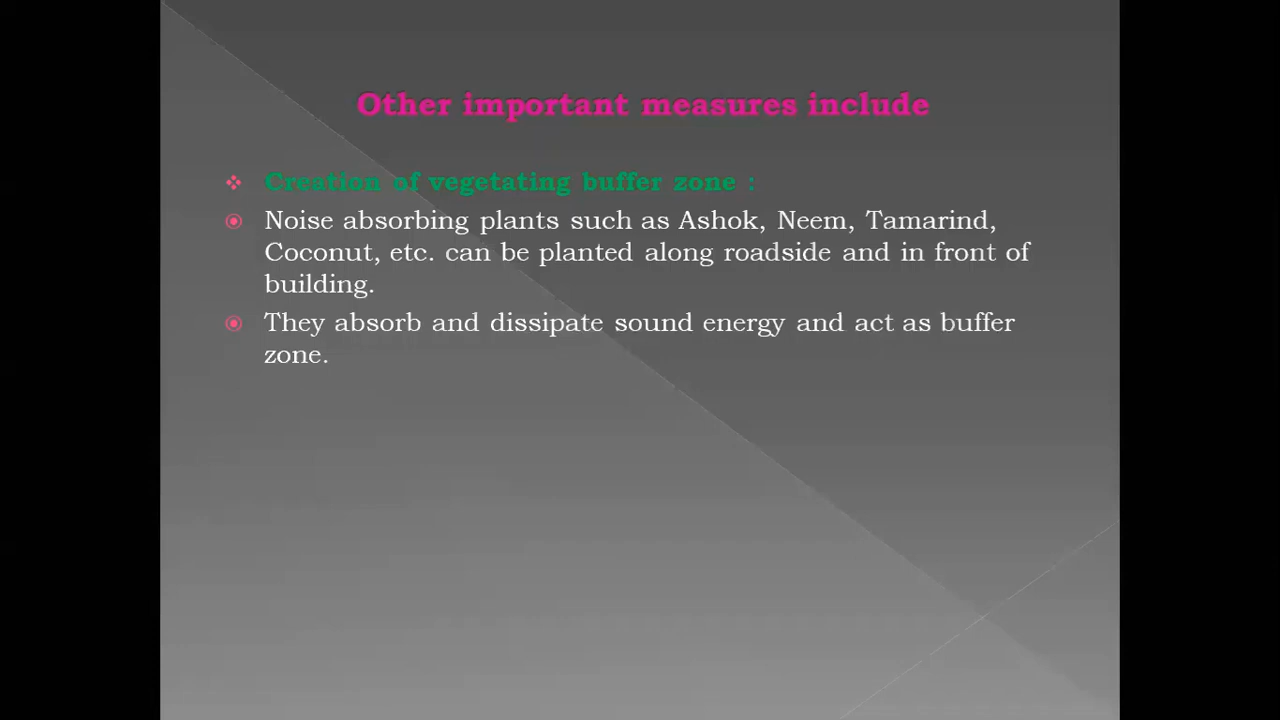 Other important measures include
Creation of vegetating buffer zone :
Noise absorbing plants such as Ashok, Neem, Tamarind,
Coconut, etc. can be planted along roadside and in front of
building.
They absorb and dissipate sound energy and act as buffer
zone.